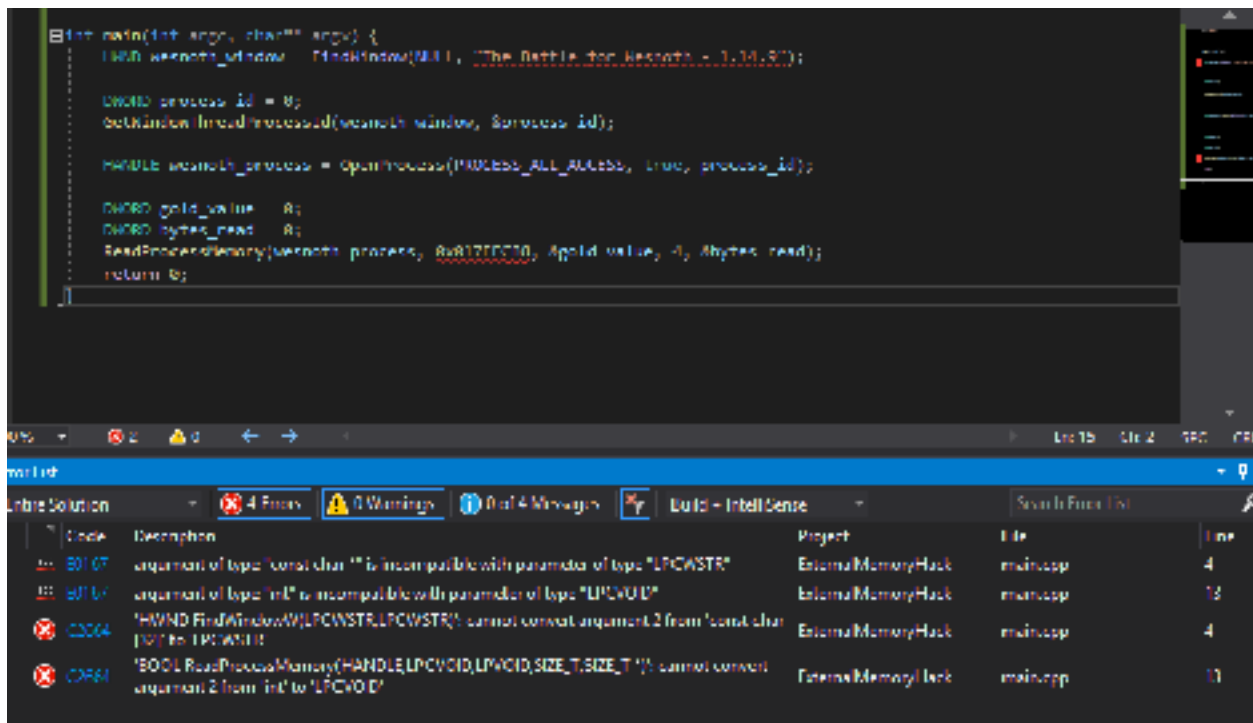 int main(int argc, char** argv) {
HWND wesnoth_window = FindWindow(NULL, "The Battle for Wesnoth - 1.14.9");
DWORD process_id = 0;
GetWindowThreadProcessId(wesnoth_window, &process_id);
HANDLE wesnoth_process = OpenProcess(PROCESS_ALL_ACCESS, true, process_id);
DWORD gold_value = 0;
DWORD bytes_read = 0;
ReadProcessMemory(wesnoth_process, &gold_value, 4, &bytes_read);
return 0;
}
2 0 Ln: 15 Ch: 2 SPC
Error List
Entire Solution 4 Errors 0 Warnings 0 of 4 Messages Build + IntelliSense Search Error List
Code Description Project File Line
E0167 argument of type "const char *" is incompatible with parameter of type "LPCWSTR" ExternalMemoryHack main.cpp 4
E0167 argument of type "int" is incompatible with parameter of type "LPCVOID" ExternalMemoryHack main.cpp 13
C2664 'HWND FindWindowW(LPCWSTR,LPCWSTR)': cannot convert argument 2 from 'const char ExternalMemoryHack main.cpp 4
[32]' to 'LPCWSTR'
C2664 'BOOL ReadProcessMemory(HANDLE,LPCVOID,LPVOID,SIZE_T,SIZE_T *)': cannot convert ExternalMemoryHack main.cpp 13
argument 2 from 'int' to 'LPCVOID'